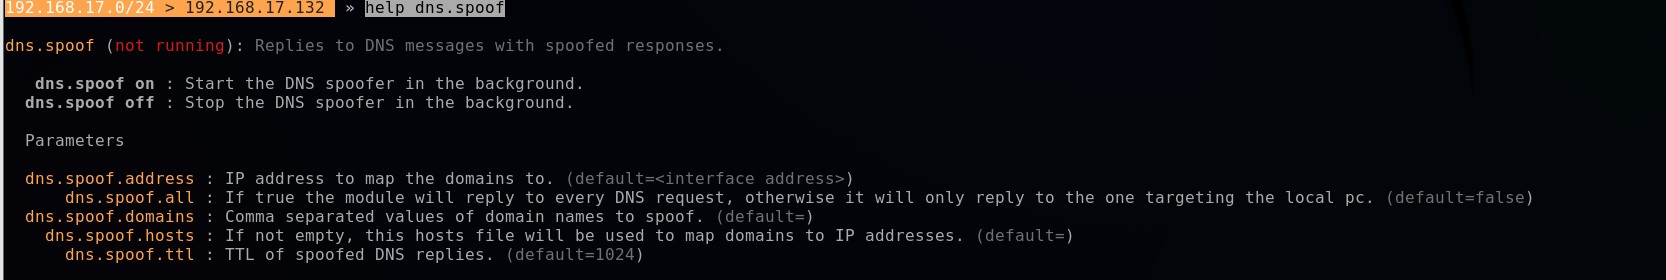 192.168.17.0/24 > 192.168.17.132 » help dns.spoof
dns.spoof (not running): Replies to DNS messages with spoofed responses.
dns.spoof on : Start the DNS spoofer in the background.
dns.spoof off : Stop the DNS spoofer in the background.
Parameters
dns.spoof.address : IP address to map the domains to. (default=<interface address>)
dns.spoof.all : If true the module will reply to every DNS request, otherwise it will only reply to the one targeting the local pc. (default=false)
dns.spoof.domains : Comma separated values of domain names to spoof. (default=)
dns.spoof.hosts : If not empty, this hosts file will be used to map domains to IP addresses. (default=)
dns.spoof.ttl : TTL of spoofed DNS replies. (default=1024)